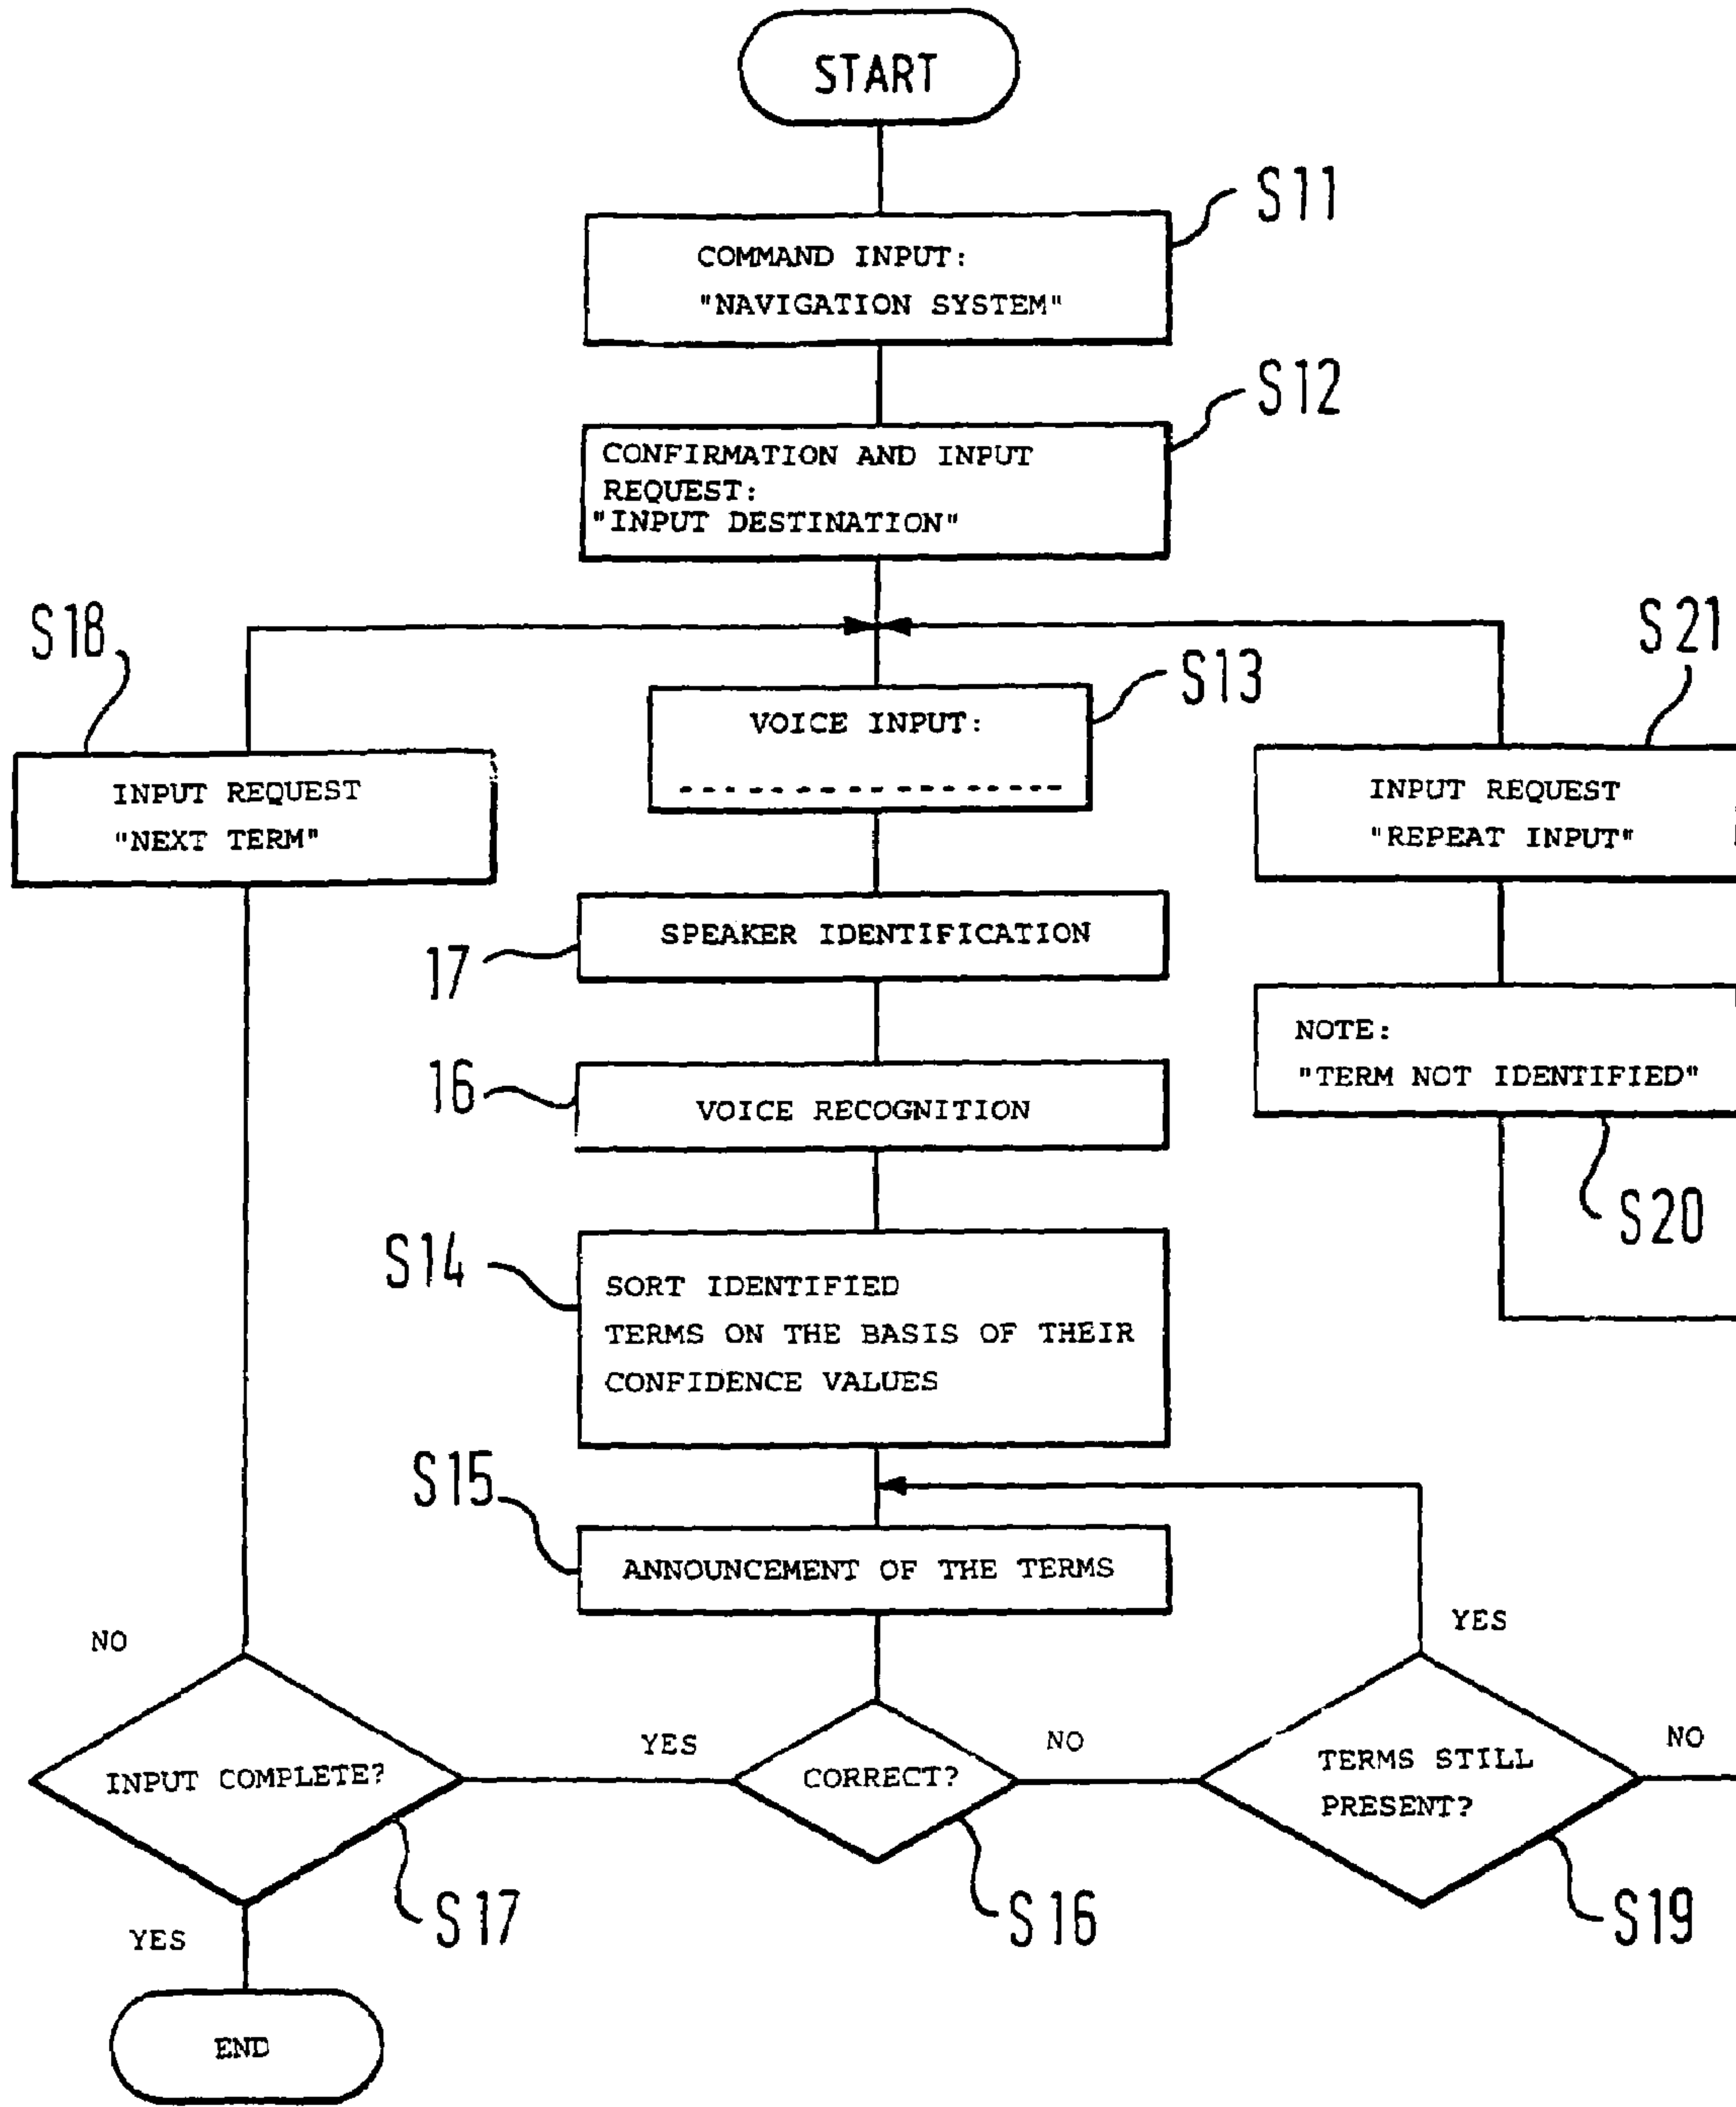 START
S11
COMMAND INPUT:
"NAVIGATION SYSTEM"
S12
CONFIRMATION AND INPUT
REQUEST:
"INPUT DESTINATION"
S18
S21
S13
VOICE INPUT:
INPUT REQUEST
"NEXT TERM"
INPUT REQUEST
"REPEAT INPUT"
SPEAKER IDENTIFICATION
17
NOTE:
"TERM NOT IDENTIFIED"
16
VOICE RECOGNITION
S20
S14
SORT IDENTIFIED
TERMS ON THE BASIS OF THEIR
CONFIDENCE VALUES
S15
ANNOUNCEMENT OF THE TERMS
NO
YES
INPUT COMPLETE?
YES
CORRECT?
NO
TERMS STILL
PRESENT?
NO
S17
S16
S19
YES
END